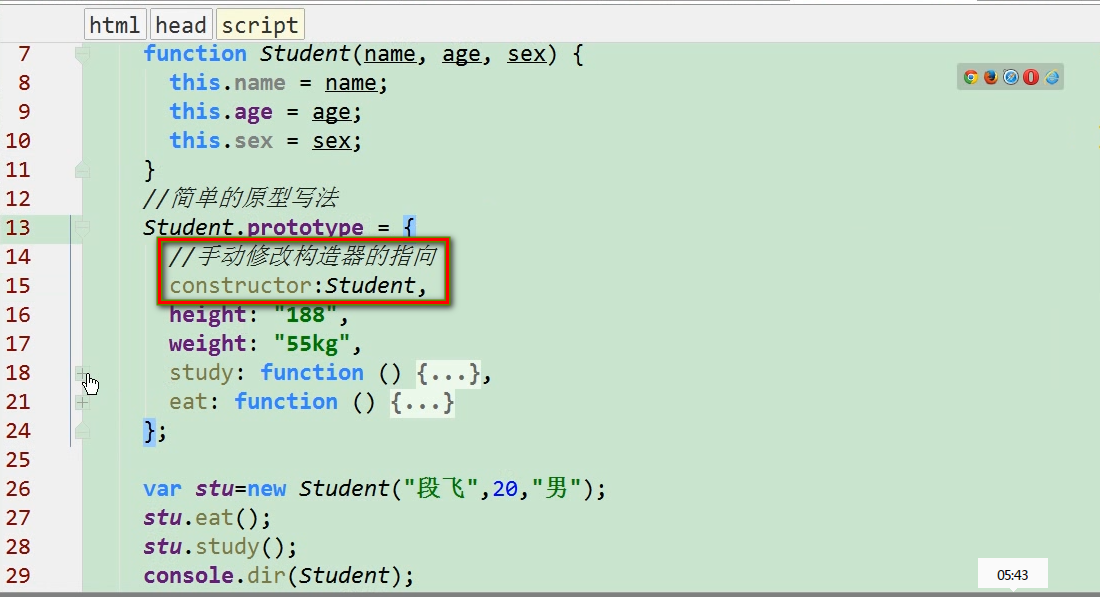 html head script
7 function Student(name, age, sex) {
8 this.name = name;
9 this.age = age;
10 this.sex = sex;
11 }
12 //简单的原型写法
13 Student.prototype = {
14 //手动修改构造器的指向
15 constructor:Student,
16 height: "188",
17 weight: "55kg",
18 study: function () {...},
21 eat: function () {...}
24 };
25
26 var stu=new Student("段飞",20,"男");
27 stu.eat();
28 stu.study();
29 console.dir(Student);
05:43